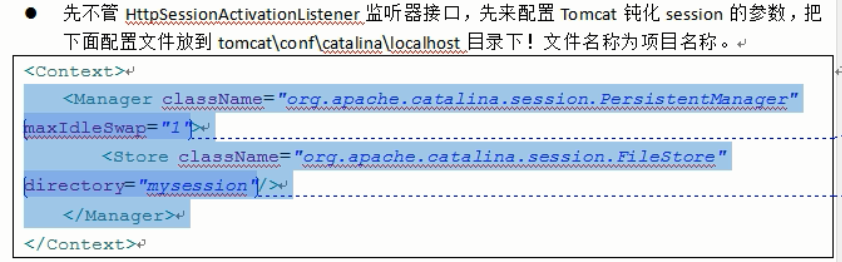 ● 先不管 HttpSessionActivationListener 监听器接口，先来配置 Tomcat 钝化 session 的参数，把
下面配置文件放到 tomcat\conf\catalina\localhost 目录下！文件名称为项目名称。
<Context>
<Manager className="org.apache.catalina.session.PersistentManager"
maxIdleSwap="1">
<Store className="org.apache.catalina.session.FileStore"
directory="mysession"/>
</Manager>
</Context>